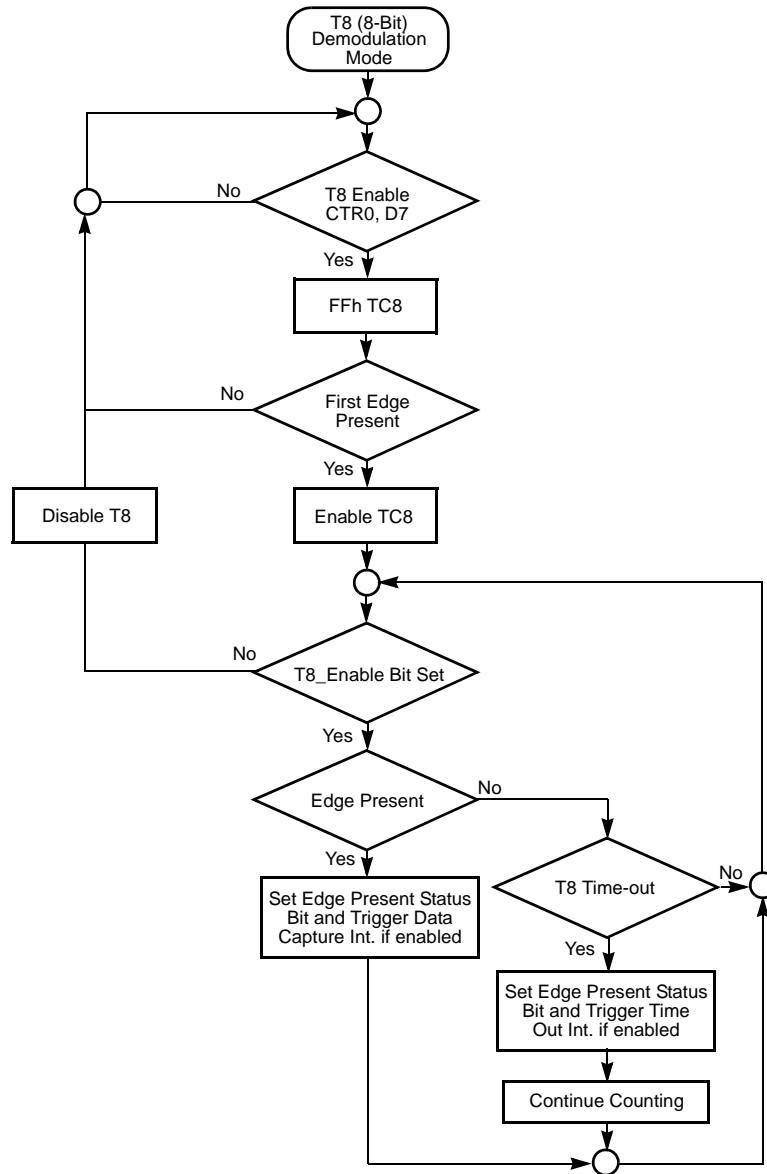 T8 (8-Bit)
Demodulation
Mode
No
T8 Enable
CTR0, D7
Yes
FFh TC8
No
First Edge
Present
Yes
Disable T8
Enable TC8
No
T8_Enable Bit Set
Yes
Edge Present
No
Yes
T8 Time-out
No
Set Edge Present Status
Bit and Trigger Data
Capture Int. if enabled
Yes
Set Edge Present Status
Bit and Trigger Time
Out Int. if enabled
Continue Counting